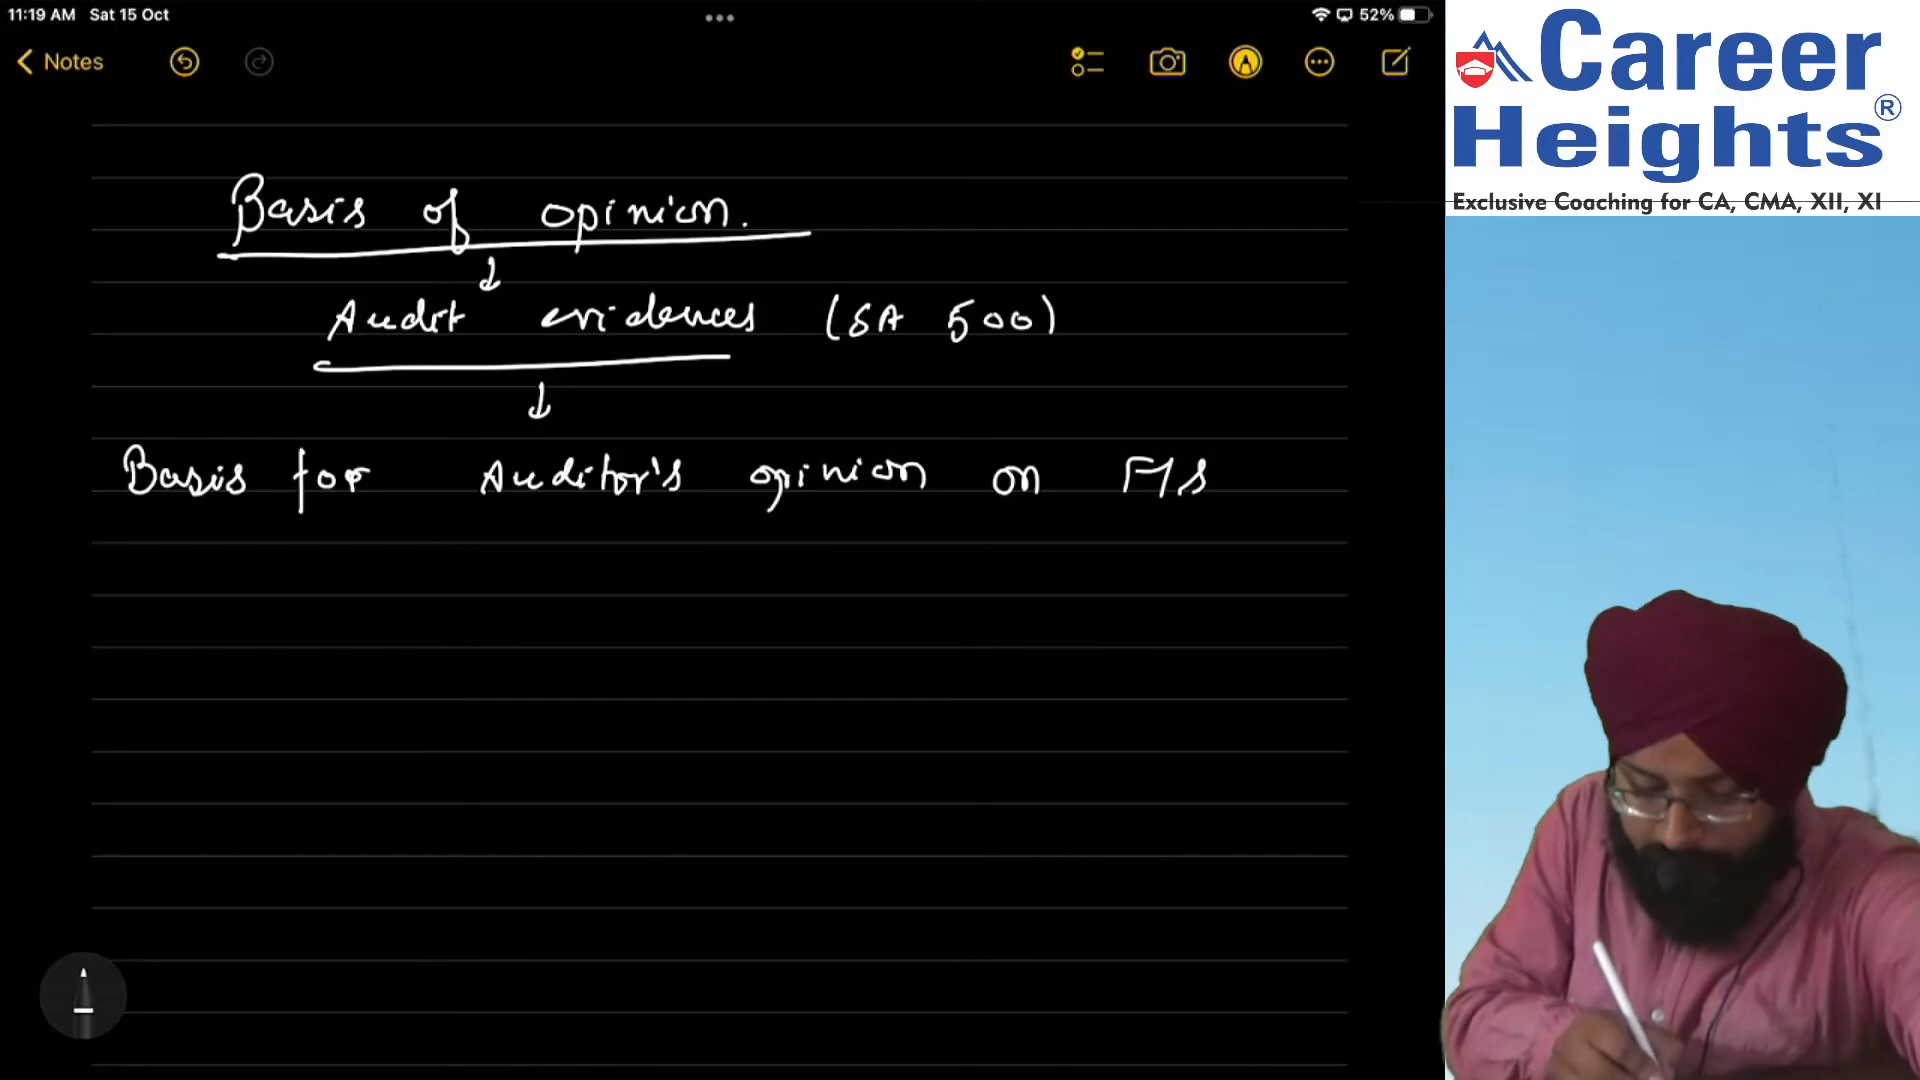 11:19 AM Sat 15 Oct
52%
Notes
Basis of opinion.
Audit evidences (SA 500)
Basis for Auditor's opinion on F/s
Career
Heights®
Exclusive Coaching for CA, CMA, XII, XI